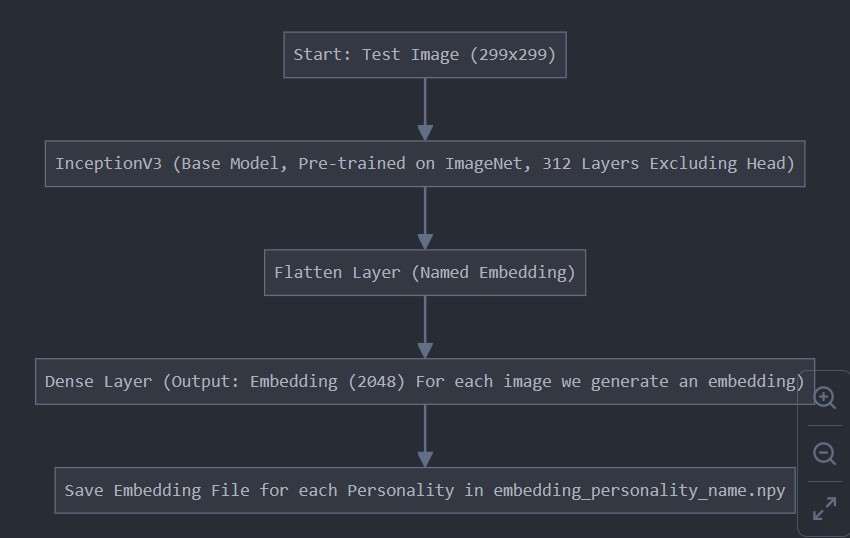 Start: Test Image (299x299)
InceptionV3 (Base Model, Pre-trained on ImageNet, 312 Layers Excluding Head)
Flatten Layer (Named Embedding)
Dense Layer (Output: Embedding (2048) For each image we generate an embedding)
Save Embedding File for each Personality in embedding_personality_name.npy